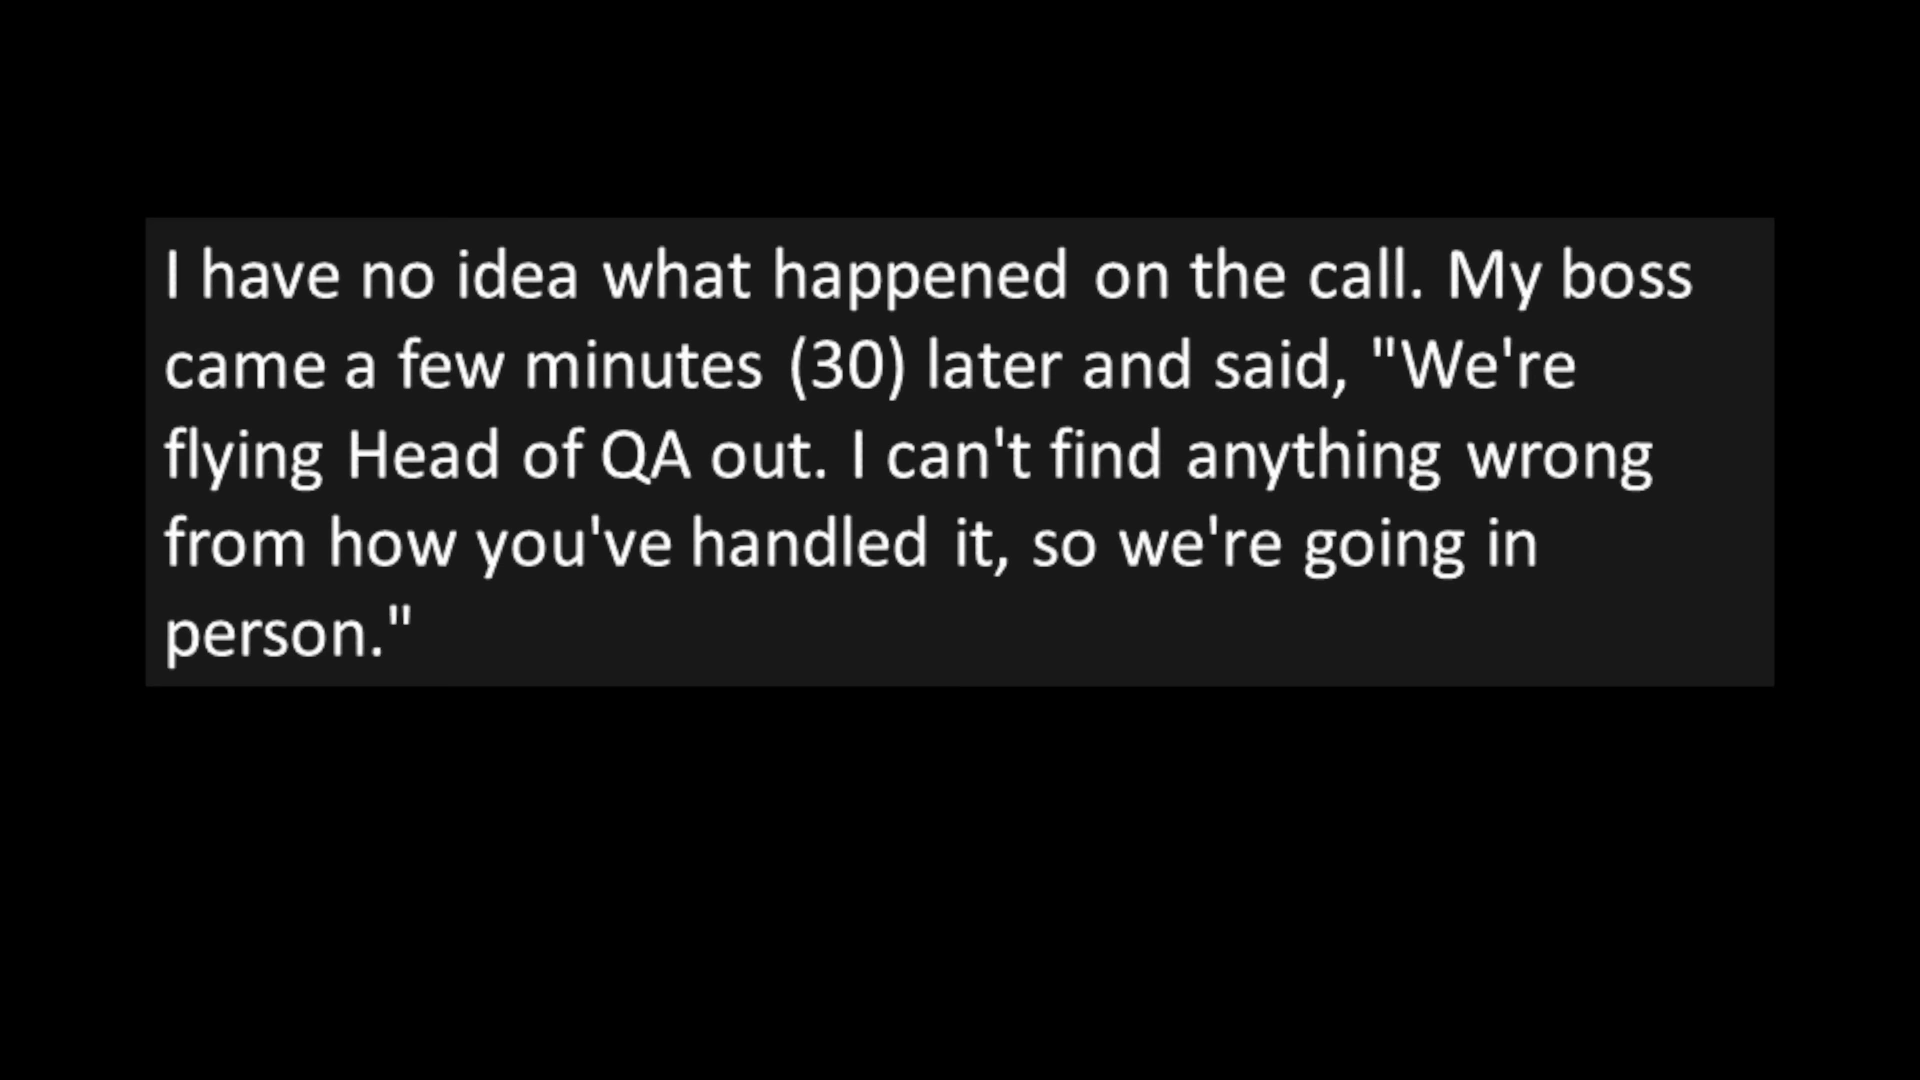 I have no idea what happened on the call. My boss
came a few minutes (30) later and said, "We're
flying Head of QA out. I can't find anything wrong
from how you've handled it, so we're going in
person."